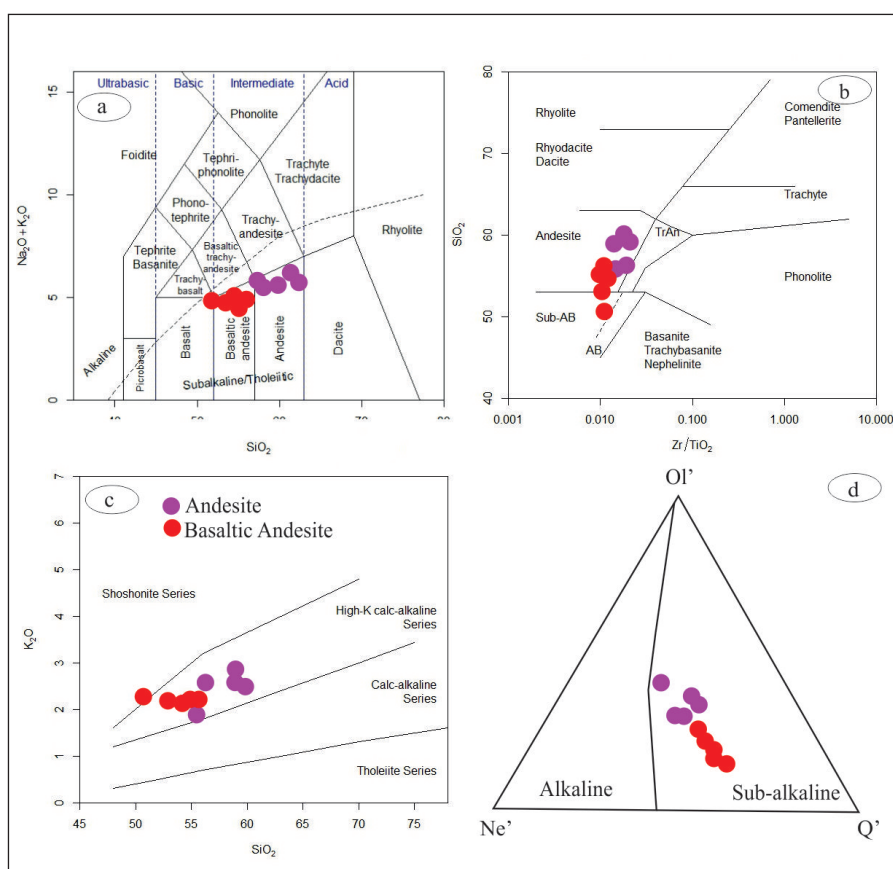 Ultrabasic
Basic
Intermediate
Acid
a
Phonolite
Foidite
Tephri-
phonolite
Trachyte
Trachydacite
Phono-
tephrite
Trachy-
andesite
Rhyolite
Tephrite
Basanite
Basaltic
trachy-
andesite
Trachy-
basalt
Alkaline
Picrobasalt
Basalt
Basaltic
andesite
Andesite
Dacite
Subalkaline/Tholeiitic
Na₂O + K₂O
15
10
5
0
60
70
SiO₂
b
Rhyolite
Comendite
Pantellerite
Rhyodacite
Dacite
Trachyte
TrAn
Andesite
Phonolite
Sub-AB
AB
Basanite
Trachybasanite
Nephelinite
SiO₂
80
70
60
50
40
0.001
0.010
0.100
1.000
10.000
Zr/TiO₂
c
Andesite
Basaltic Andesite
Shoshonite Series
High-K calc-alkaline
Series
Calc-alkaline
Series
Tholeiite Series
K₂O
7
6
5
4
3
2
1
0
45
50
55
60
65
70
75
SiO₂
Ol’
d
Alkaline
Sub-alkaline
Ne’
Q’